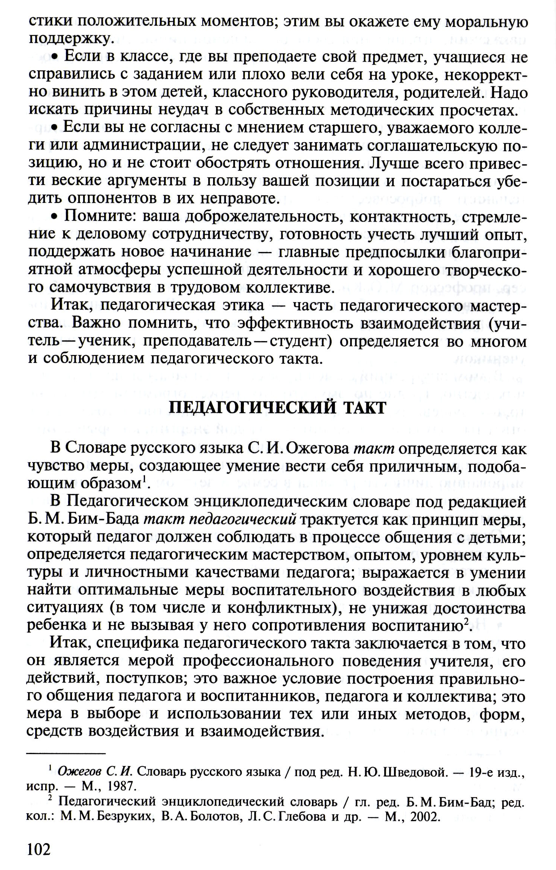 стики положительных моментов; этим вы окажете ему моральную
поддержку.
• Если в классе, где вы преподаете свой предмет, учащиеся не
справились с заданием или плохо вели себя на уроке, некоррект-
но винить в этом детей, классного руководителя, родителей. Надо
искать причины неудач в собственных методических просчетах.
• Если вы не согласны с мнением старшего, уважаемого колле-
ги или администрации, не следует занимать соглашательскую по-
зицию, но и не стоит обострять отношения. Лучше всего привес-
ти веские аргументы в пользу вашей позиции и постараться убе-
дить оппонентов в их неправоте.
• Помните: ваша доброжелательность, контактность, стремле-
ние к деловому сотрудничеству, готовность учесть лучший опыт,
поддержать новое начинание — главные предпосылки благопри-
ятной атмосферы успешной деятельности и хорошего творческо-
го самочувствия в трудовом коллективе.
Итак, педагогическая этика — часть педагогического мастер-
ства. Важно помнить, что эффективность взаимодействия (учи-
тель—ученик, преподаватель—студент) определяется во многом
и соблюдением педагогического такта.
ПЕДАГОГИЧЕСКИЙ ТАКТ
В Словаре русского языка С. И. Ожегова такт определяется как
чувство меры, создающее умение вести себя приличным, подоба-
ющим образом¹.
В Педагогическом энциклопедическом словаре под редакцией
Б. М. Бим-Бада такт педагогический трактуется как принцип меры,
который педагог должен соблюдать в процессе общения с детьми;
определяется педагогическим мастерством, опытом, уровнем куль-
туры и личностными качествами педагога; выражается в умении
найти оптимальные меры воспитательного воздействия в любых
ситуациях (в том числе и конфликтных), не унижая достоинства
ребенка и не вызывая у него сопротивления воспитанию².
Итак, специфика педагогического такта заключается в том, что
он является мерой профессионального поведения учителя, его
действий, поступков; это важное условие построения правильно-
го общения педагога и воспитанников, педагога и коллектива; это
мера в выборе и использовании тех или иных методов, форм,
средств воздействия и взаимодействия.
¹ Ожегов С. И. Словарь русского языка / под ред. Н. Ю. Шведовой. — 19-е изд.,
испр. — М., 1987.
² Педагогический энциклопедический словарь / гл. ред. Б. М. Бим-Бад; ред.
кол.: М. М. Безруких, В. А. Болотов, Л. С. Глебова и др. — М., 2002.
102